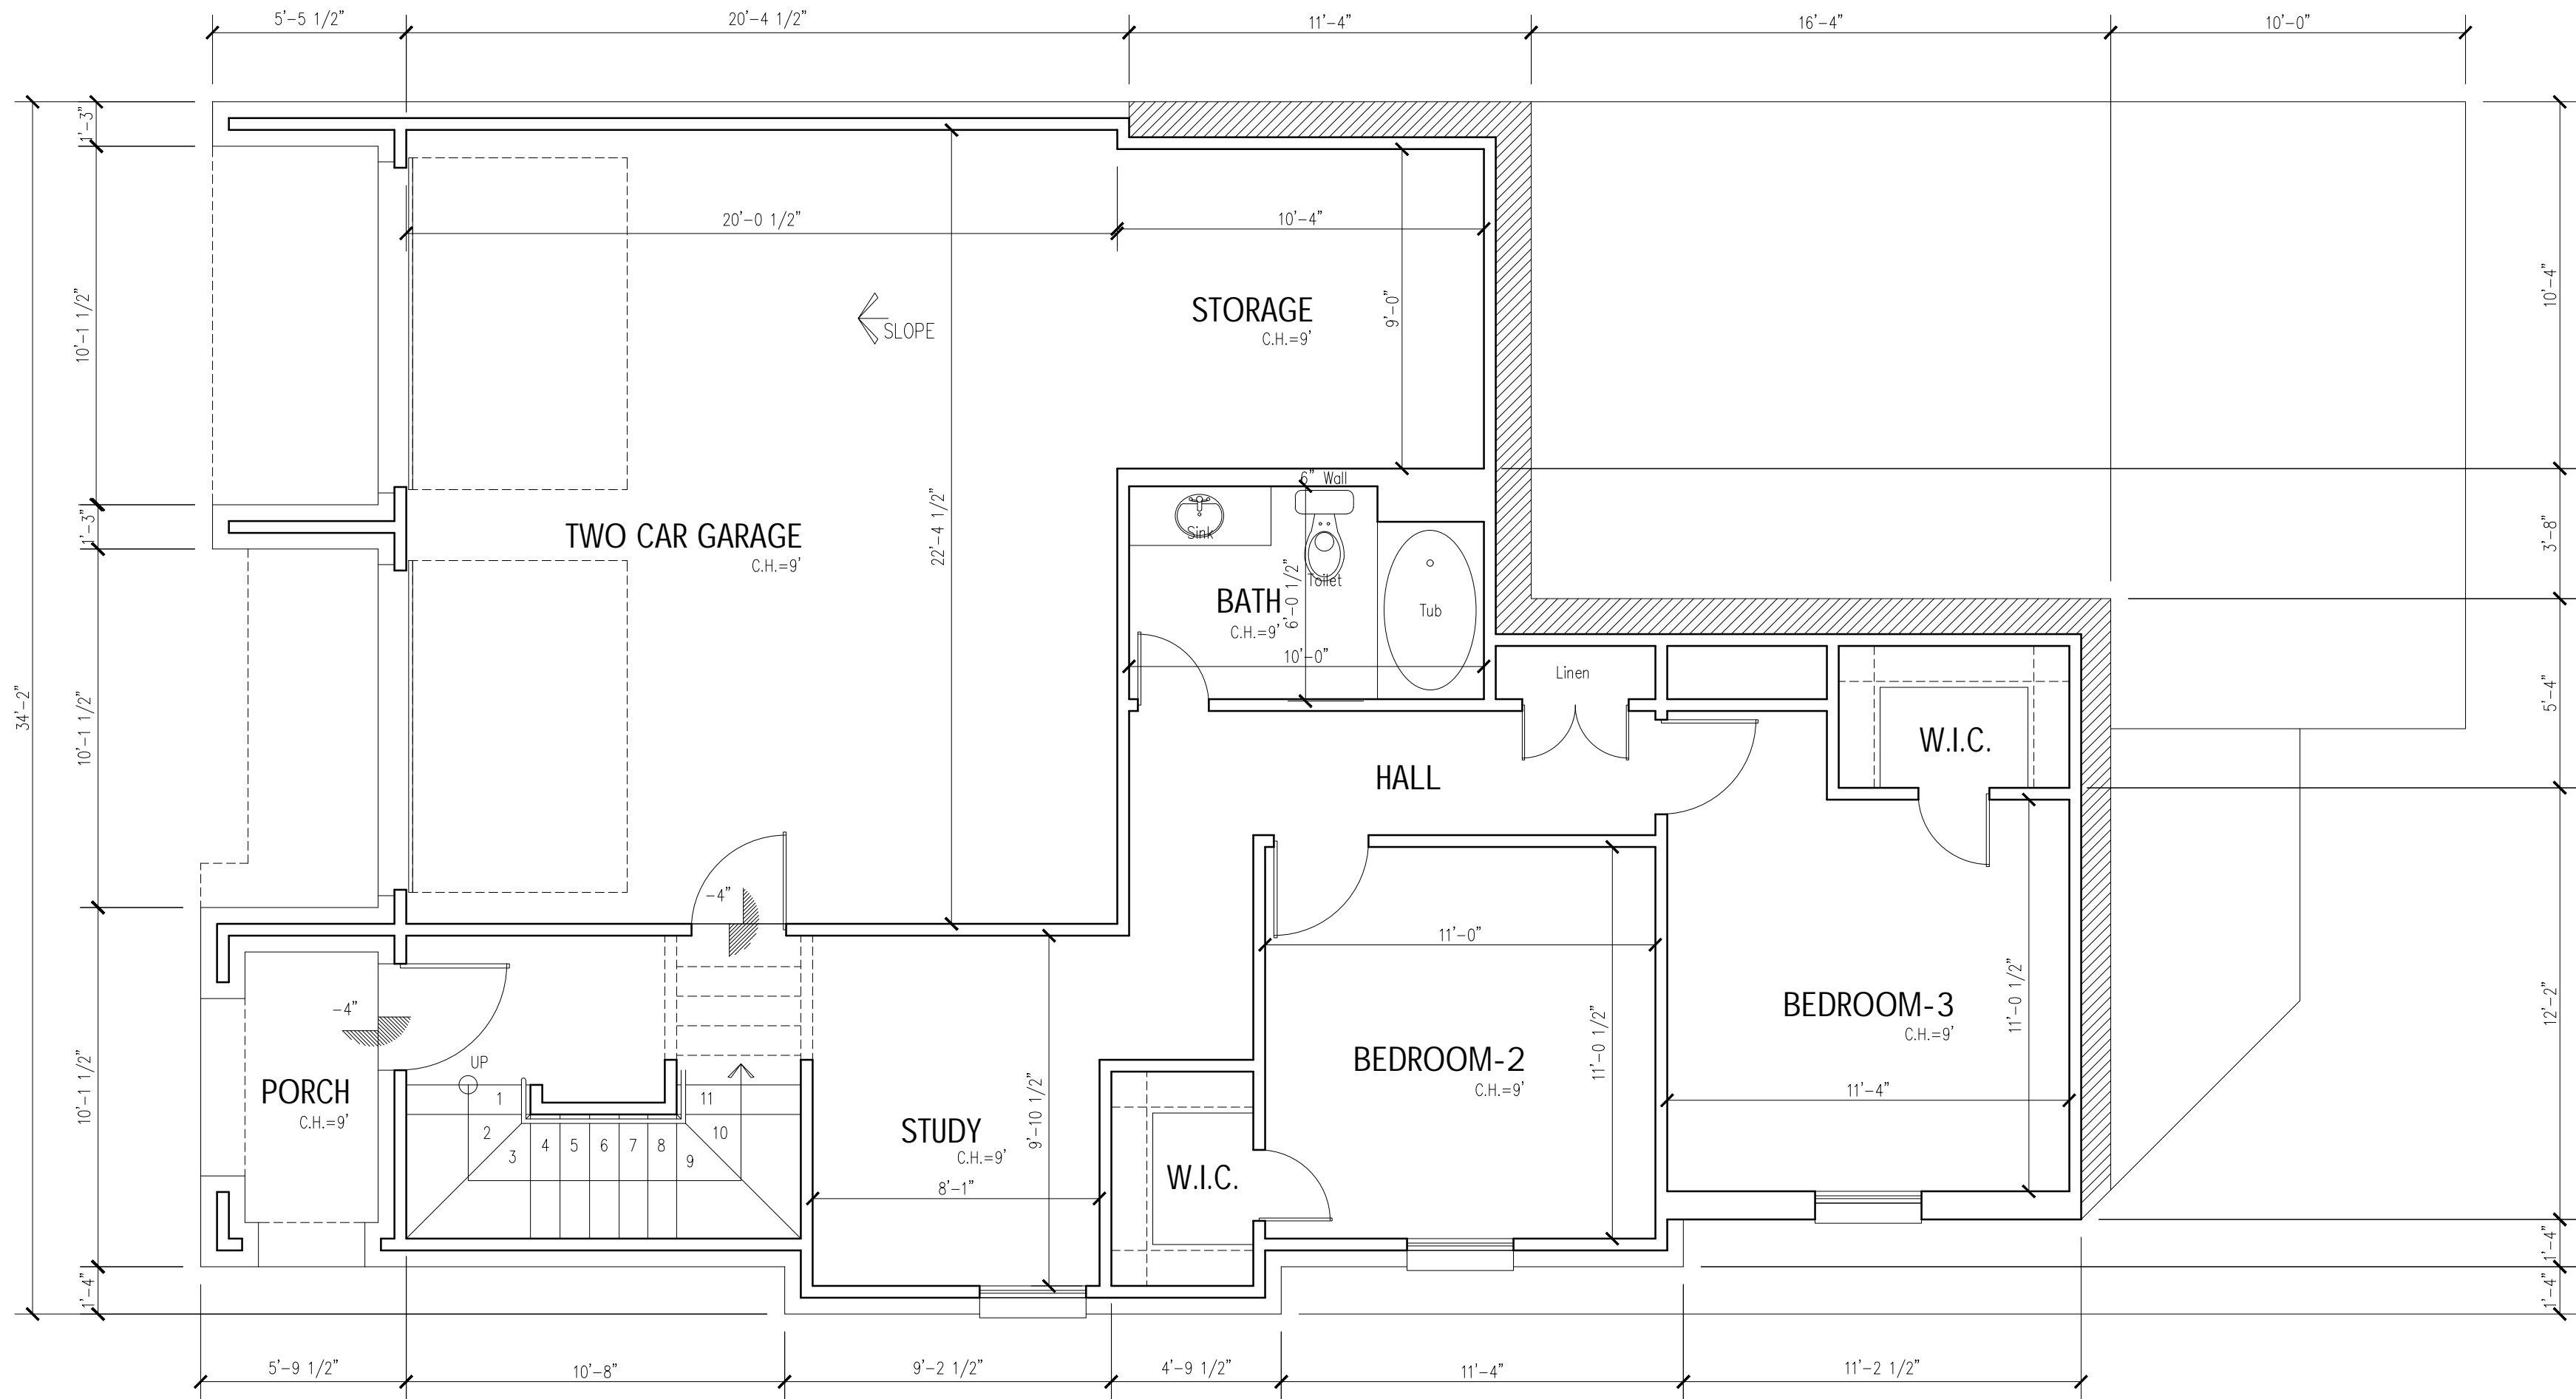 5'-5 1/2"
20'-4 1/2"
11'-4"
16'-4"
10'-0"
1'-3"
10'-1 1/2"
1'-3"
10'-1 1/2"
34'-2"
10'-1 1/2"
1'-4"
20'-0 1/2"
10'-4"
9'-0"
STORAGE
C.H.=9'
SLOPE
TWO CAR GARAGE
C.H.=9'
22'-4 1/2"
6" Wall
Sink
Toilet
BATH
C.H.=9'
6'-0 1/2"
10'-0"
Tub
Linen
W.I.C.
HALL
-4"
-4"
UP
PORCH
C.H.=9'
1
2
3
4
5
6
7
8
9
10
11
STUDY
C.H.=9'
9'-10 1/2"
8'-1"
W.I.C.
11'-0"
BEDROOM-2
C.H.=9'
11'-0 1/2"
BEDROOM-3
C.H.=9'
11'-0 1/2"
11'-4"
10'-4"
3'-8"
5'-4"
12'-2"
1'-4"
1'-4"
5'-9 1/2"
10'-8"
9'-2 1/2"
4'-9 1/2"
11'-4"
11'-2 1/2"